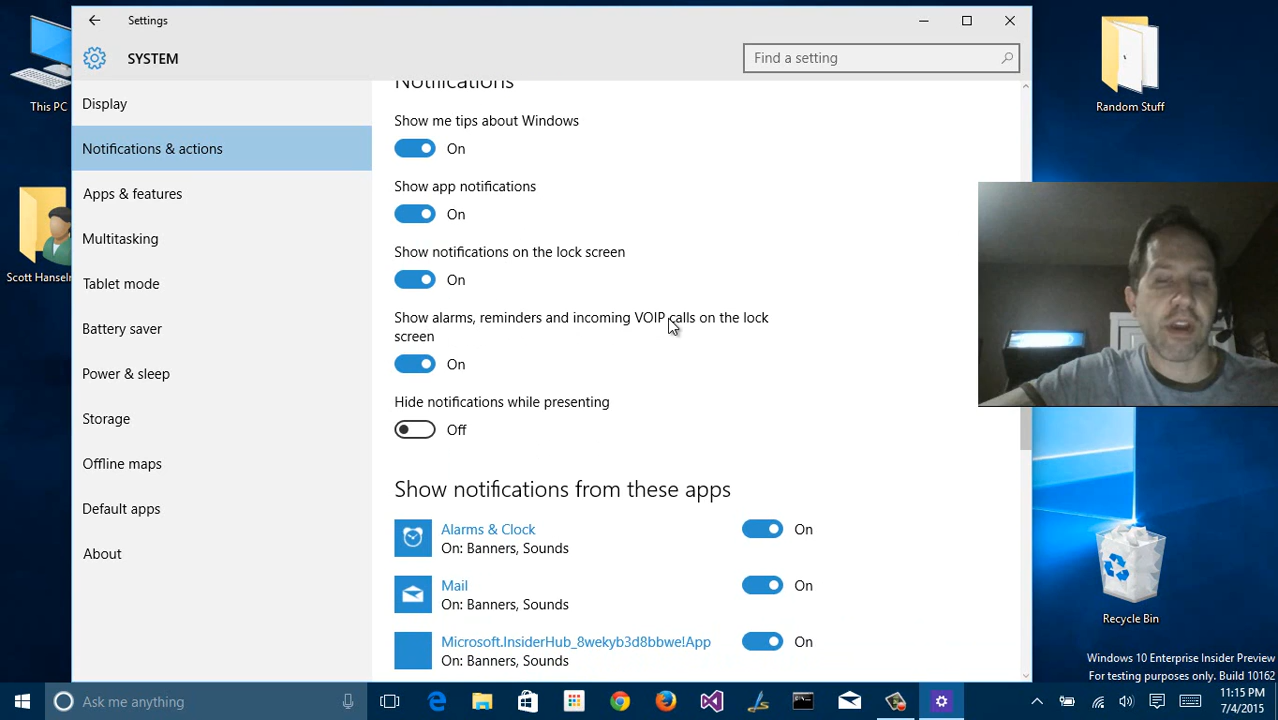 Settings
SYSTEM
Find a setting
Display
Notifications & actions
Apps & features
Multitasking
Tablet mode
Battery saver
Power & sleep
Storage
Offline maps
Default apps
About
Notifications
Show me tips about Windows
On
Show app notifications
On
Show notifications on the lock screen
On
Show alarms, reminders and incoming VOIP calls on the lock
screen
On
Hide notifications while presenting
Off
Show notifications from these apps
Alarms & Clock
On
On: Banners, Sounds
Mail
On
On: Banners, Sounds
Microsoft.InsiderHub_8wekyb3d8bbwe!App
On
On: Banners, Sounds
This PC
Scott Hanseln
Random Stuff
Recycle Bin
Windows 10 Enterprise Insider Preview
For testing purposes only. Build 10162
Ask me anything
11:15 PM
7/4/2015